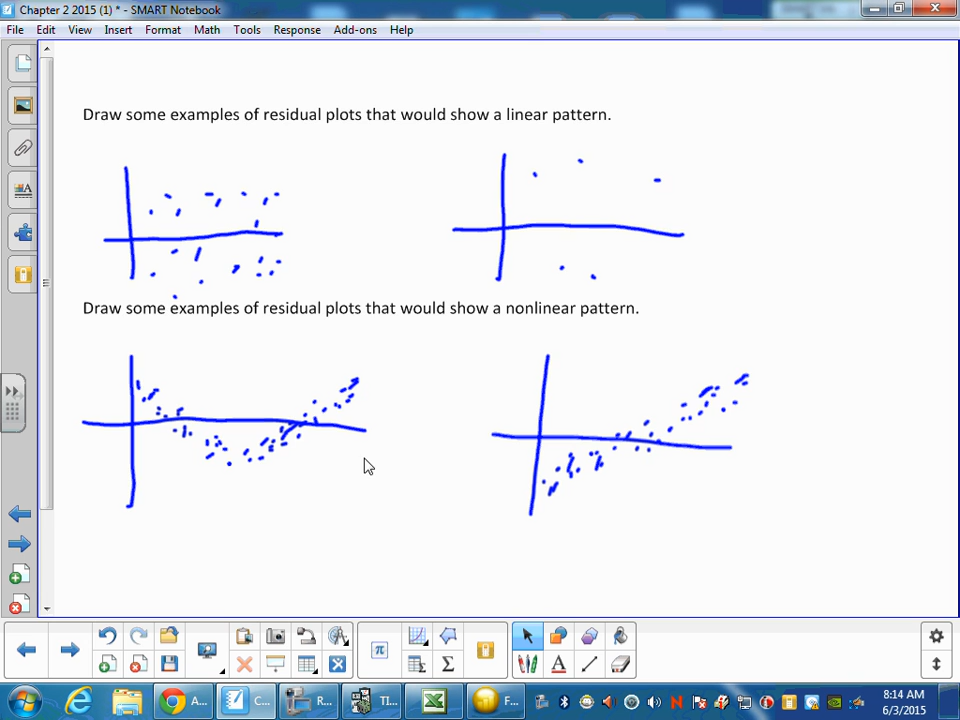 Chapter 2 2015 (1) * - SMART Notebook
File Edit View Insert Format Math Tools Response Add-ons Help
Draw some examples of residual plots that would show a linear pattern.
Draw some examples of residual plots that would show a nonlinear pattern.
A...
C...
R...
TI...
F...
8:14 AM
6/3/2015